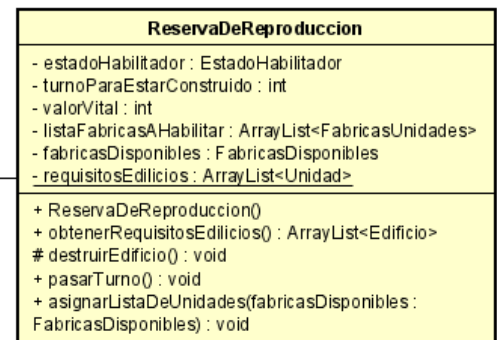 ReservaDeReproduccion
- estadoHabilitador : EstadoHabilitador
- turnoParaEstarConstruido : int
- valorVital : int
- listaFabricasAHabilitar : ArrayList<FabricasUnidades>
- fabricasDisponibles : FabricasDisponibles
- requisitosEdilicios : ArrayList<Unidad>
+ ReservaDeReproduccion()
+ obtenerRequisitosEdilicios() : ArrayList<Edificio>
# destruirEdificio() : void
+ pasarTurno() : void
+ asignarListaDeUnidades(fabricasDisponibles :
FabricasDisponibles) : void